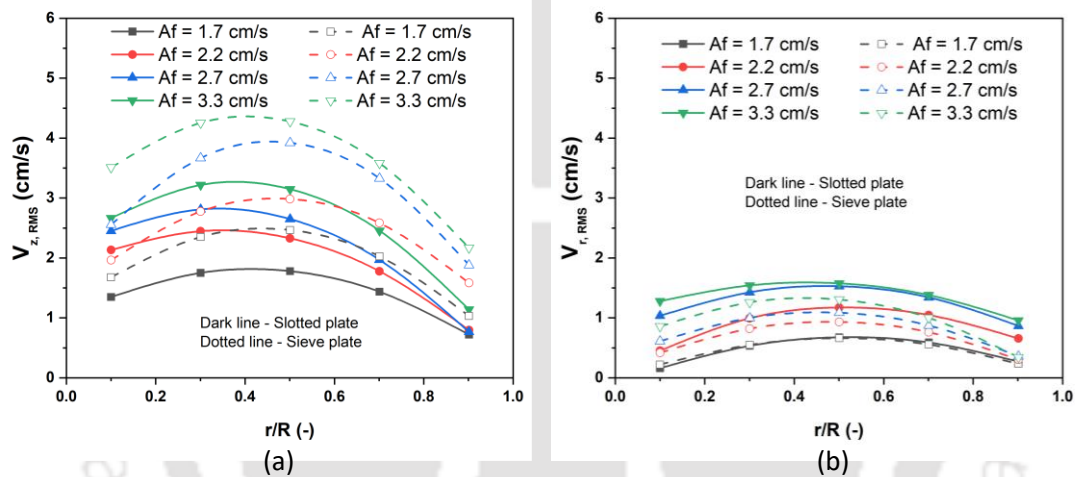 6
5
4
3
2
1
0
V z, RMS (cm/s)
Af = 1.7 cm/s Af = 1.7 cm/s
Af = 2.2 cm/s Af = 2.2 cm/s
Af = 2.7 cm/s Af = 2.7 cm/s
Af = 3.3 cm/s Af = 3.3 cm/s
Dark line - Slotted plate
Dotted line - Sieve plate
0.0 0.2 0.4 0.6 0.8 1.0
r/R (-)
(a)
6
5
4
3
2
1
0
V r, RMS (cm/s)
Af = 1.7 cm/s Af = 1.7 cm/s
Af = 2.2 cm/s Af = 2.2 cm/s
Af = 2.7 cm/s Af = 2.7 cm/s
Af = 3.3 cm/s Af = 3.3 cm/s
Dark line - Slotted plate
Dotted line - Sieve plate
0.0 0.2 0.4 0.6 0.8 1.0
r/R (-)
(b)